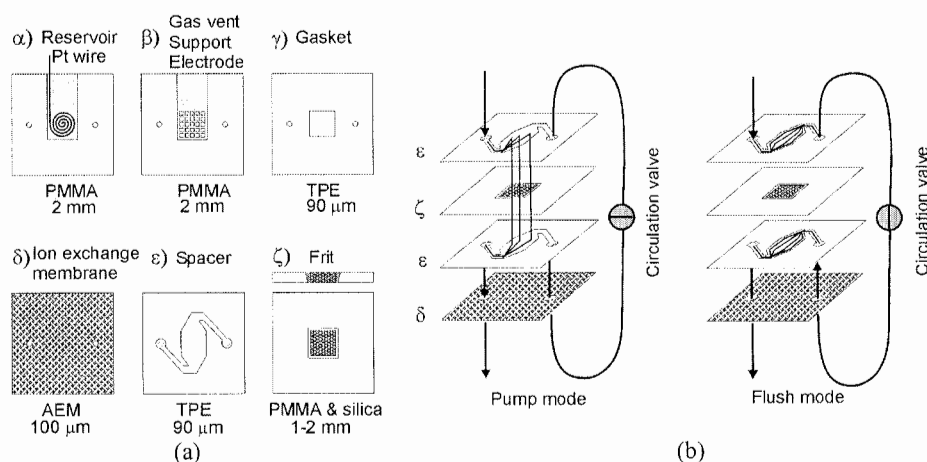 α) Reservoir
Pt wire
PMMA
2 mm
β) Gas vent
Support
Electrode
PMMA
2 mm
γ) Gasket
TPE
90 μm
δ) Ion exchange
membrane
AEM
100 μm
ε) Spacer
TPE
90 μm
ζ) Frit
PMMA & silica
1-2 mm
(a)
ε
ζ
ε
δ
Circulation valve
Pump mode
Circulation valve
Flush mode
(b)